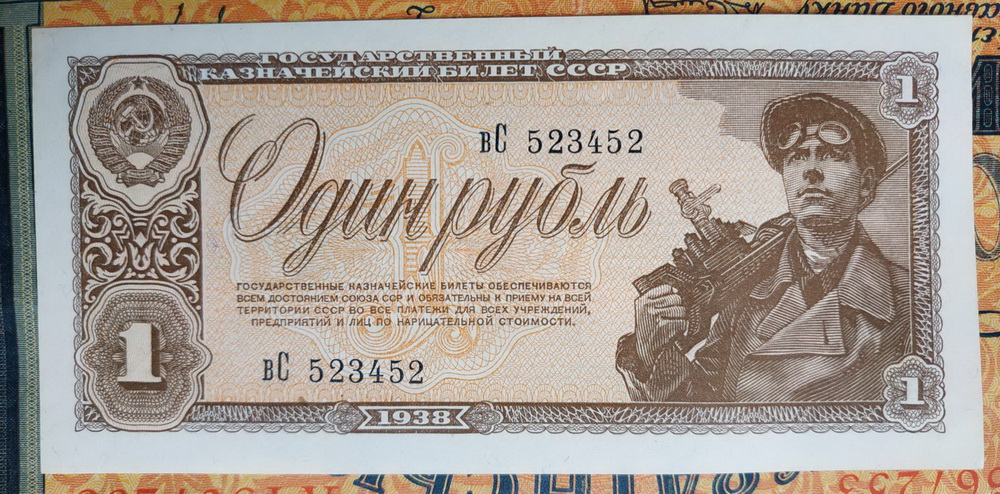 ГОСУДАРСТВЕННЫЙ
КАЗНАЧЕЙСКИЙ БИЛЕТ СССР
1
вС 523452
Один рубль
ГОСУДАРСТВЕННЫЕ КАЗНАЧЕЙСКИЕ БИЛЕТЫ ОБЕСПЕЧИВАЮТСЯ
ВСЕМ ДОСТОЯНИЕМ СОЮЗА ССР И ОБЯЗАТЕЛЬНЫ К ПРИЕМУ НА ВСЕЙ
ТЕРРИТОРИИ СССР ВО ВСЕ ПЛАТЕЖИ ДЛЯ ВСЕХ УЧРЕЖДЕНИЙ,
ПРЕДПРИЯТИЙ И ЛИЦ ПО НАРИЦАТЕЛЬНОЙ СТОИМОСТИ.
1
вС 523452
1
1938